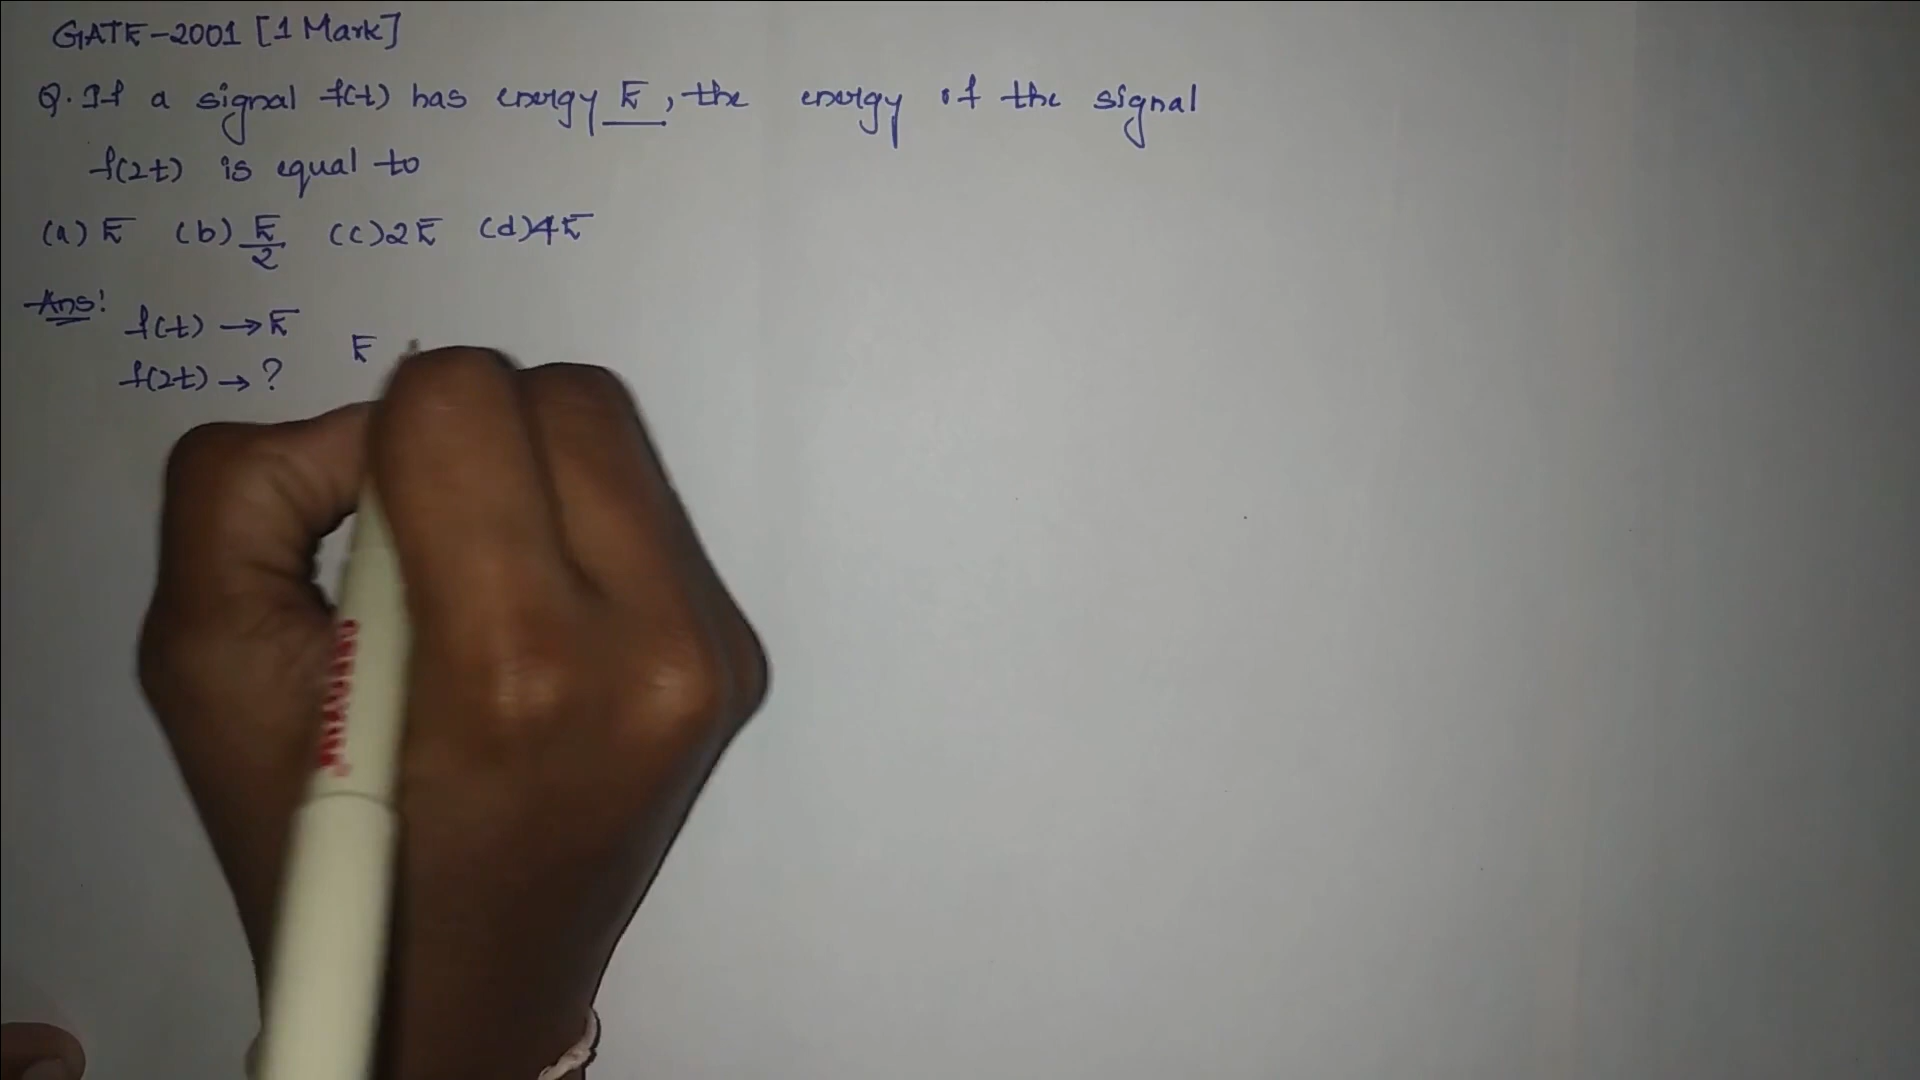 GATE-2001 [1 Mark]
Q. If a signal f(t) has energy E, the energy of the signal
f(2t) is equal to
(a) E (b) E/2 (c) 2E (d) 4E
Ans:
f(t) → E
f(2t) → ?
E